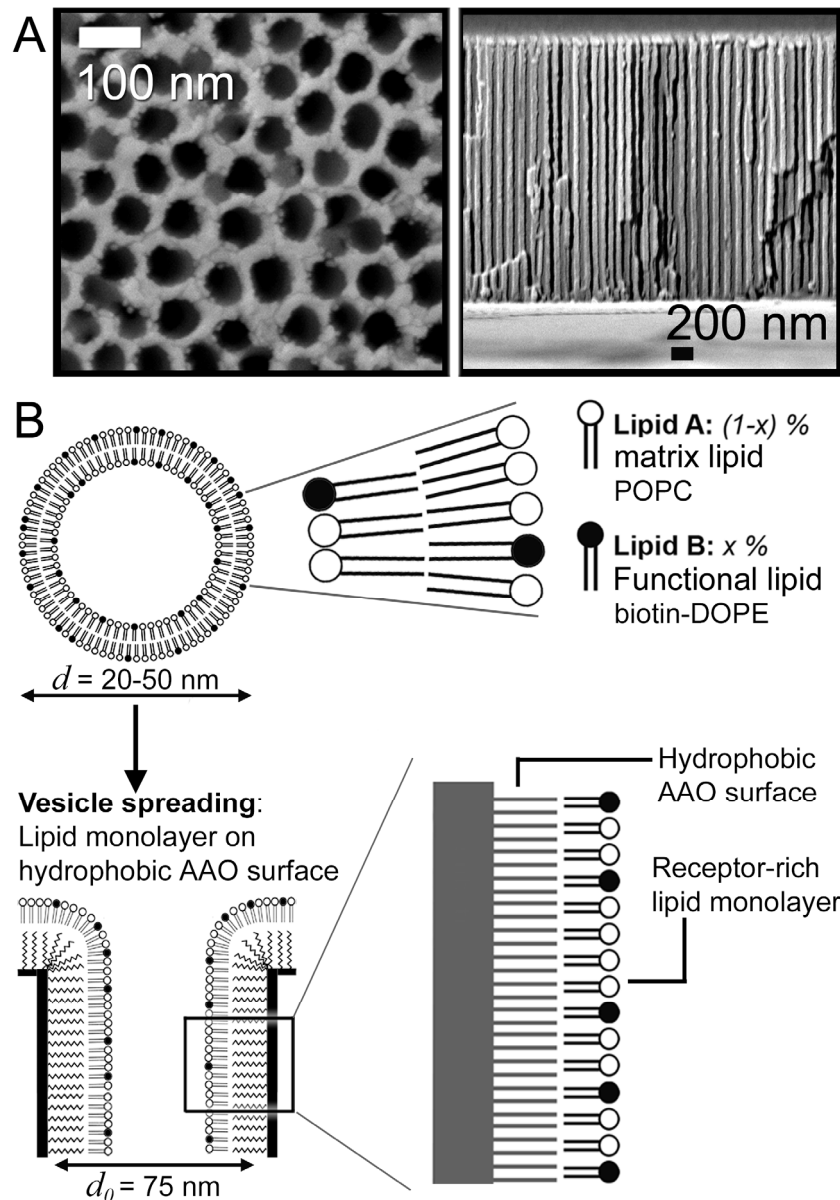 A
100 nm
200 nm
B
Lipid A: (1-x) %
matrix lipid
POPC
Lipid B: x %
Functional lipid
biotin-DOPE
d = 20-50 nm
Vesicle spreading:
Lipid monolayer on
hydrophobic AAO surface
Hydrophobic
AAO surface
Receptor-rich
lipid monolayer
d0 = 75 nm